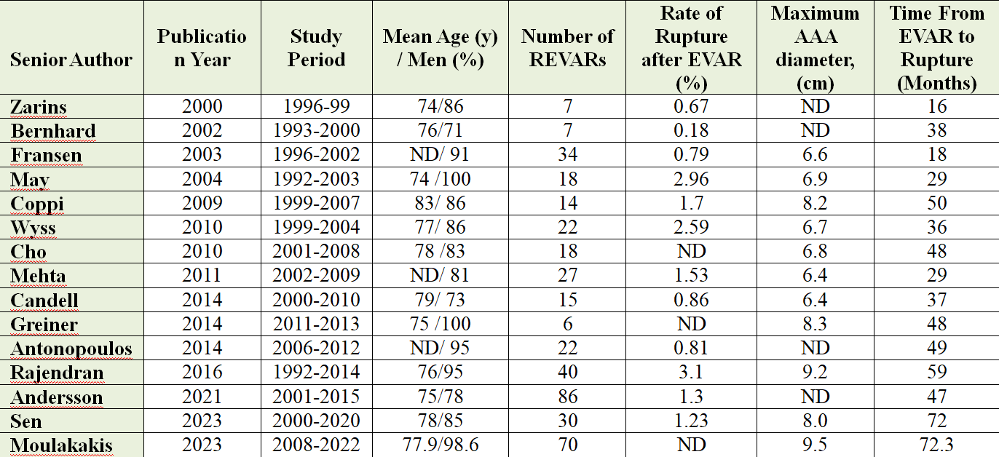 Senior Author Publicatio n Year Study Period Mean Age (y) / Men (%) Number of REVARs Rate of Rupture after EVAR (%) Maximum AAA diameter, (cm) Time From EVAR to Rupture (Months)
Zarins 2000 1996-99 74/86 7 0.67 ND 16
Bernhard 2002 1993-2000 76/71 7 0.18 ND 38
Fransen 2003 1996-2002 ND/ 91 34 0.79 6.6 18
May 2004 1992-2003 74 /100 18 2.96 6.9 29
Coppi 2009 1999-2007 83/ 86 14 1.7 8.2 50
Wyss 2010 1999-2004 77/ 86 22 2.59 6.7 36
Cho 2010 2001-2008 78 /83 18 ND 6.8 48
Mehta 2011 2002-2009 ND/ 81 27 1.53 6.4 29
Candell 2014 2000-2010 79/ 73 15 0.86 6.4 37
Greiner 2014 2011-2013 75 /100 6 ND 8.3 48
Antonopoulos 2014 2006-2012 ND/ 95 22 0.81 ND 49
Rajendran 2016 1992-2014 76/95 40 3.1 9.2 59
Andersson 2021 2001-2015 75/78 86 1.3 ND 47
Sen 2023 2000-2020 78/85 30 1.23 8.0 72
Moulakakis 2023 2008-2022 77.9/98.6 70 ND 9.5 72.3